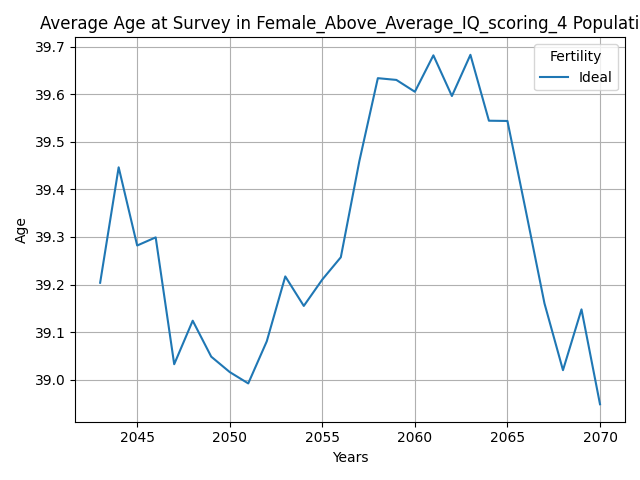 Average Age at Survey in Female_Above_Average_IQ_scoring_4 Populati
Fertility
Ideal
39.7
39.6
39.5
39.4
39.3
39.2
39.1
39.0
Age
2045 2050 2055 2060 2065 2070
Years